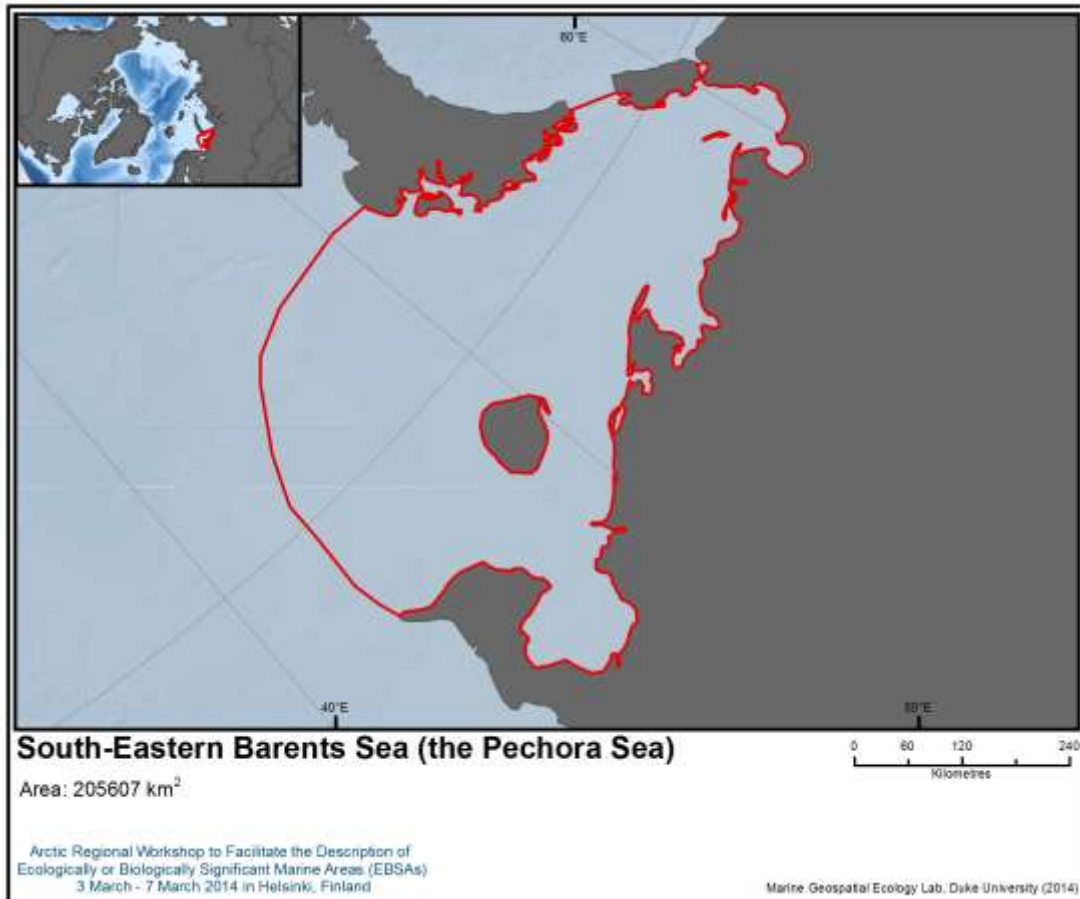 60°E
40°E
60°E
South-Eastern Barents Sea (the Pechora Sea)
Area: 205607 km²
0 60 120 240
Kilometres
Arctic Regional Workshop to Facilitate the Description of
Ecologically or Biologically Significant Marine Areas (EBSAs)
3 March - 7 March 2014 in Helsinki, Finland
Marine Geospatial Ecology Lab, Duke University (2014)